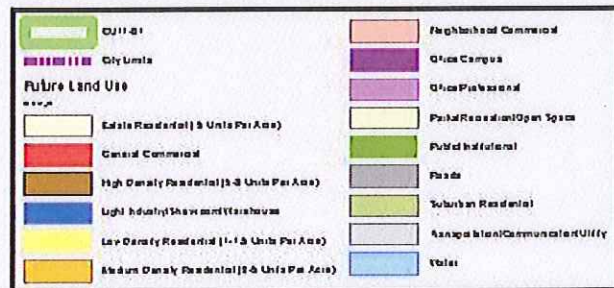 City Limits
Future Land Use
Estate Residential (.5 Units Per Acre)
General Commercial
High Density Residential (5-8 Units Per Acre)
Light Industry/Showroom/Warehouse
Low Density Residential (1-1.5 Units Per Acre)
Medium Density Residential (2-5 Units Per Acre)
Neighborhood Commercial
Office Campus
Office Professional
Parks/Recreation/Open Space
Public Institutional
Roads
Suburban Residential
Transportation/Communication/Utility
Water